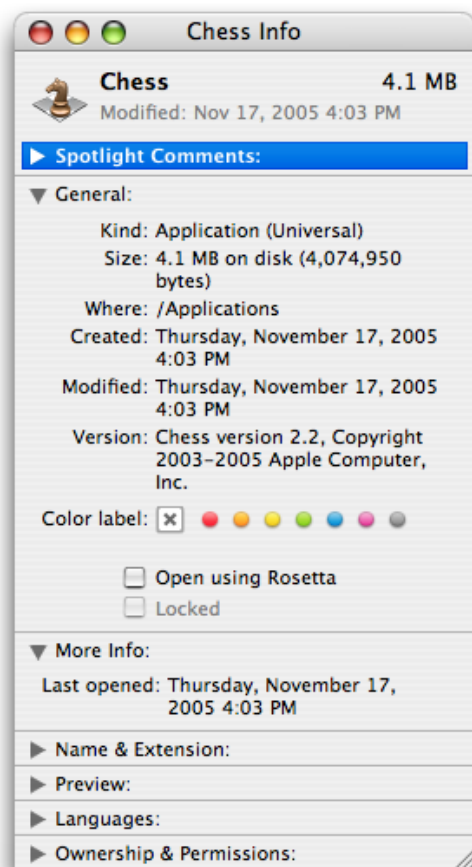 Chess Info
Chess 4.1 MB
Modified: Nov 17, 2005 4:03 PM
Spotlight Comments:
General:
Kind: Application (Universal)
Size: 4.1 MB on disk (4,074,950
bytes)
Where: /Applications
Created: Thursday, November 17, 2005
4:03 PM
Modified: Thursday, November 17, 2005
4:03 PM
Version: Chess version 2.2, Copyright
2003–2005 Apple Computer,
Inc.
Color label:
Open using Rosetta
Locked
More Info:
Last opened: Thursday, November 17,
2005 4:03 PM
Name & Extension:
Preview:
Languages:
Ownership & Permissions: